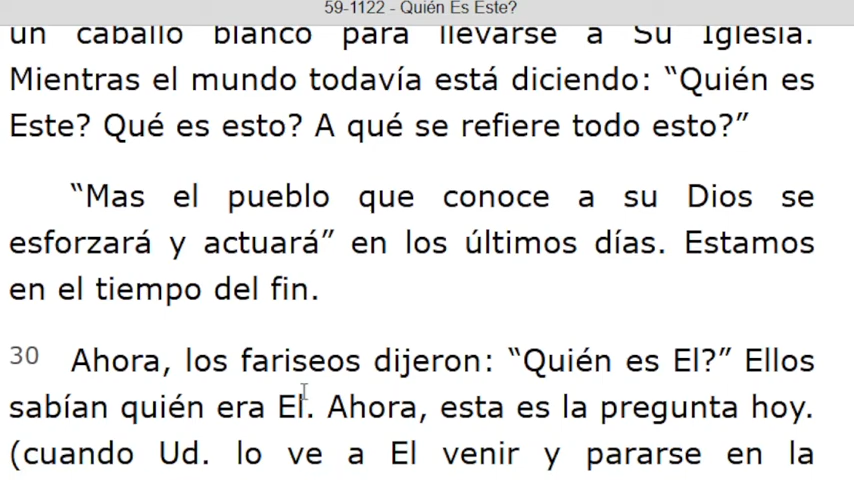 59-1122 - Quién Es Este?
un caballo blanco para llevarse a Su Iglesia.
Mientras el mundo todavía está diciendo: “Quién es
Este? Qué es esto? A qué se refiere todo esto?”
“Mas el pueblo que conoce a su Dios se
esforzará y actuará” en los últimos días. Estamos
en el tiempo del fin.
30 Ahora, los fariseos dijeron: “Quién es El?” Ellos
sabían quién era El. Ahora, esta es la pregunta hoy.
(cuando Ud. lo ve a El venir y pararse en la